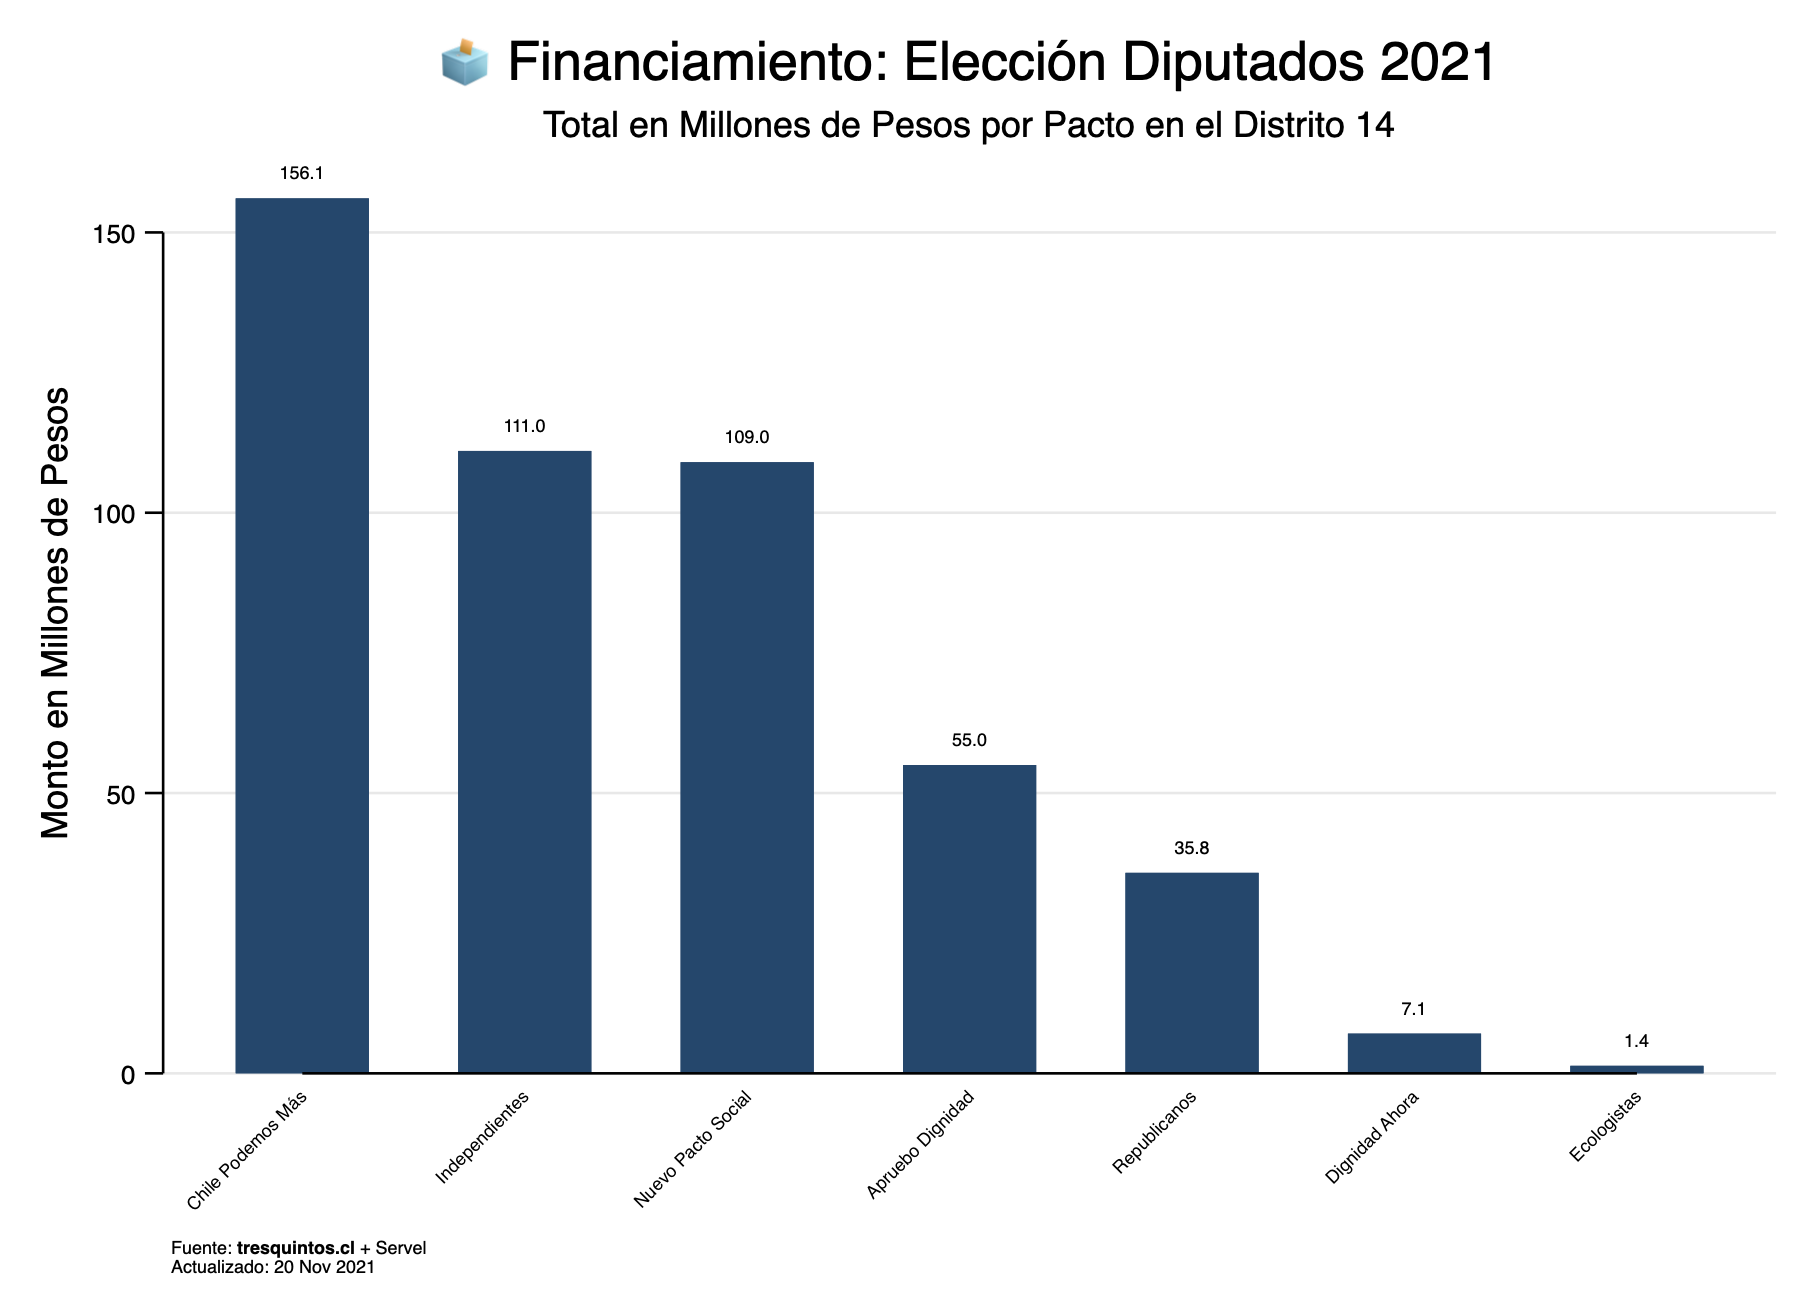 Financiamiento: Elección Diputados 2021
Total en Millones de Pesos por Pacto en el Distrito 14
Monto en Millones de Pesos
150
100
50
0
156.1
111.0
109.0
55.0
35.8
7.1
1.4
Chile Podemos Más
Independientes
Nuevo Pacto Social
Apruebo Dignidad
Republicanos
Dignidad Ahora
Ecologistas
Fuente: tresquintos.cl + Servel
Actualizado: 20 Nov 2021